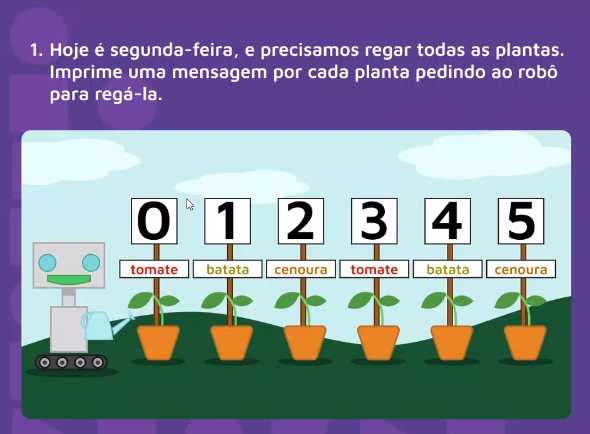 1. Hoje é segunda-feira, e precisamos regar todas as plantas.
Imprime uma mensagem por cada planta pedindo ao robô
para regá-la.
0 1 2 3 4 5
tomate batata cenoura tomate batata cenoura